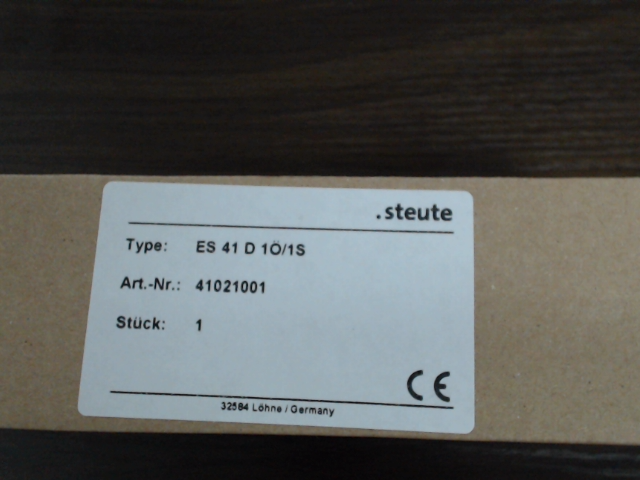 .steute
Type: ES 41 D 1Ö/1S
Art.-Nr.: 41021001
Stück: 1
CE
32584 Löhne / Germany